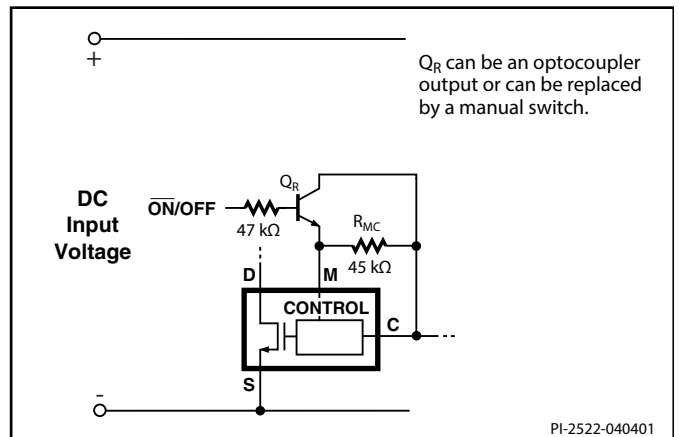 +
Q_R can be an optocoupler
output or can be replaced
by a manual switch.
Q_R
DC
Input
Voltage
ON/OFF
47 kΩ
R_MC
45 kΩ
D
M
CONTROL
C
S
-
PI-2522-040401